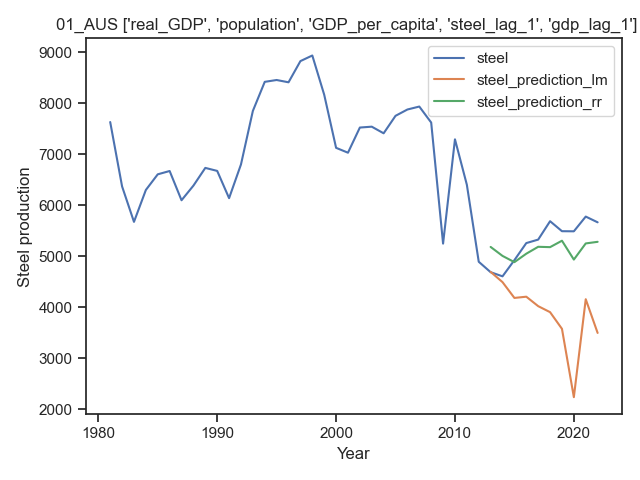 01_AUS ['real_GDP', 'population', 'GDP_per_capita', 'steel_lag_1', 'gdp_lag_1']
steel
steel_prediction_lm
steel_prediction_rr
Steel production
9000
8000
7000
6000
5000
4000
3000
2000
1980
1990
2000
2010
2020
Year